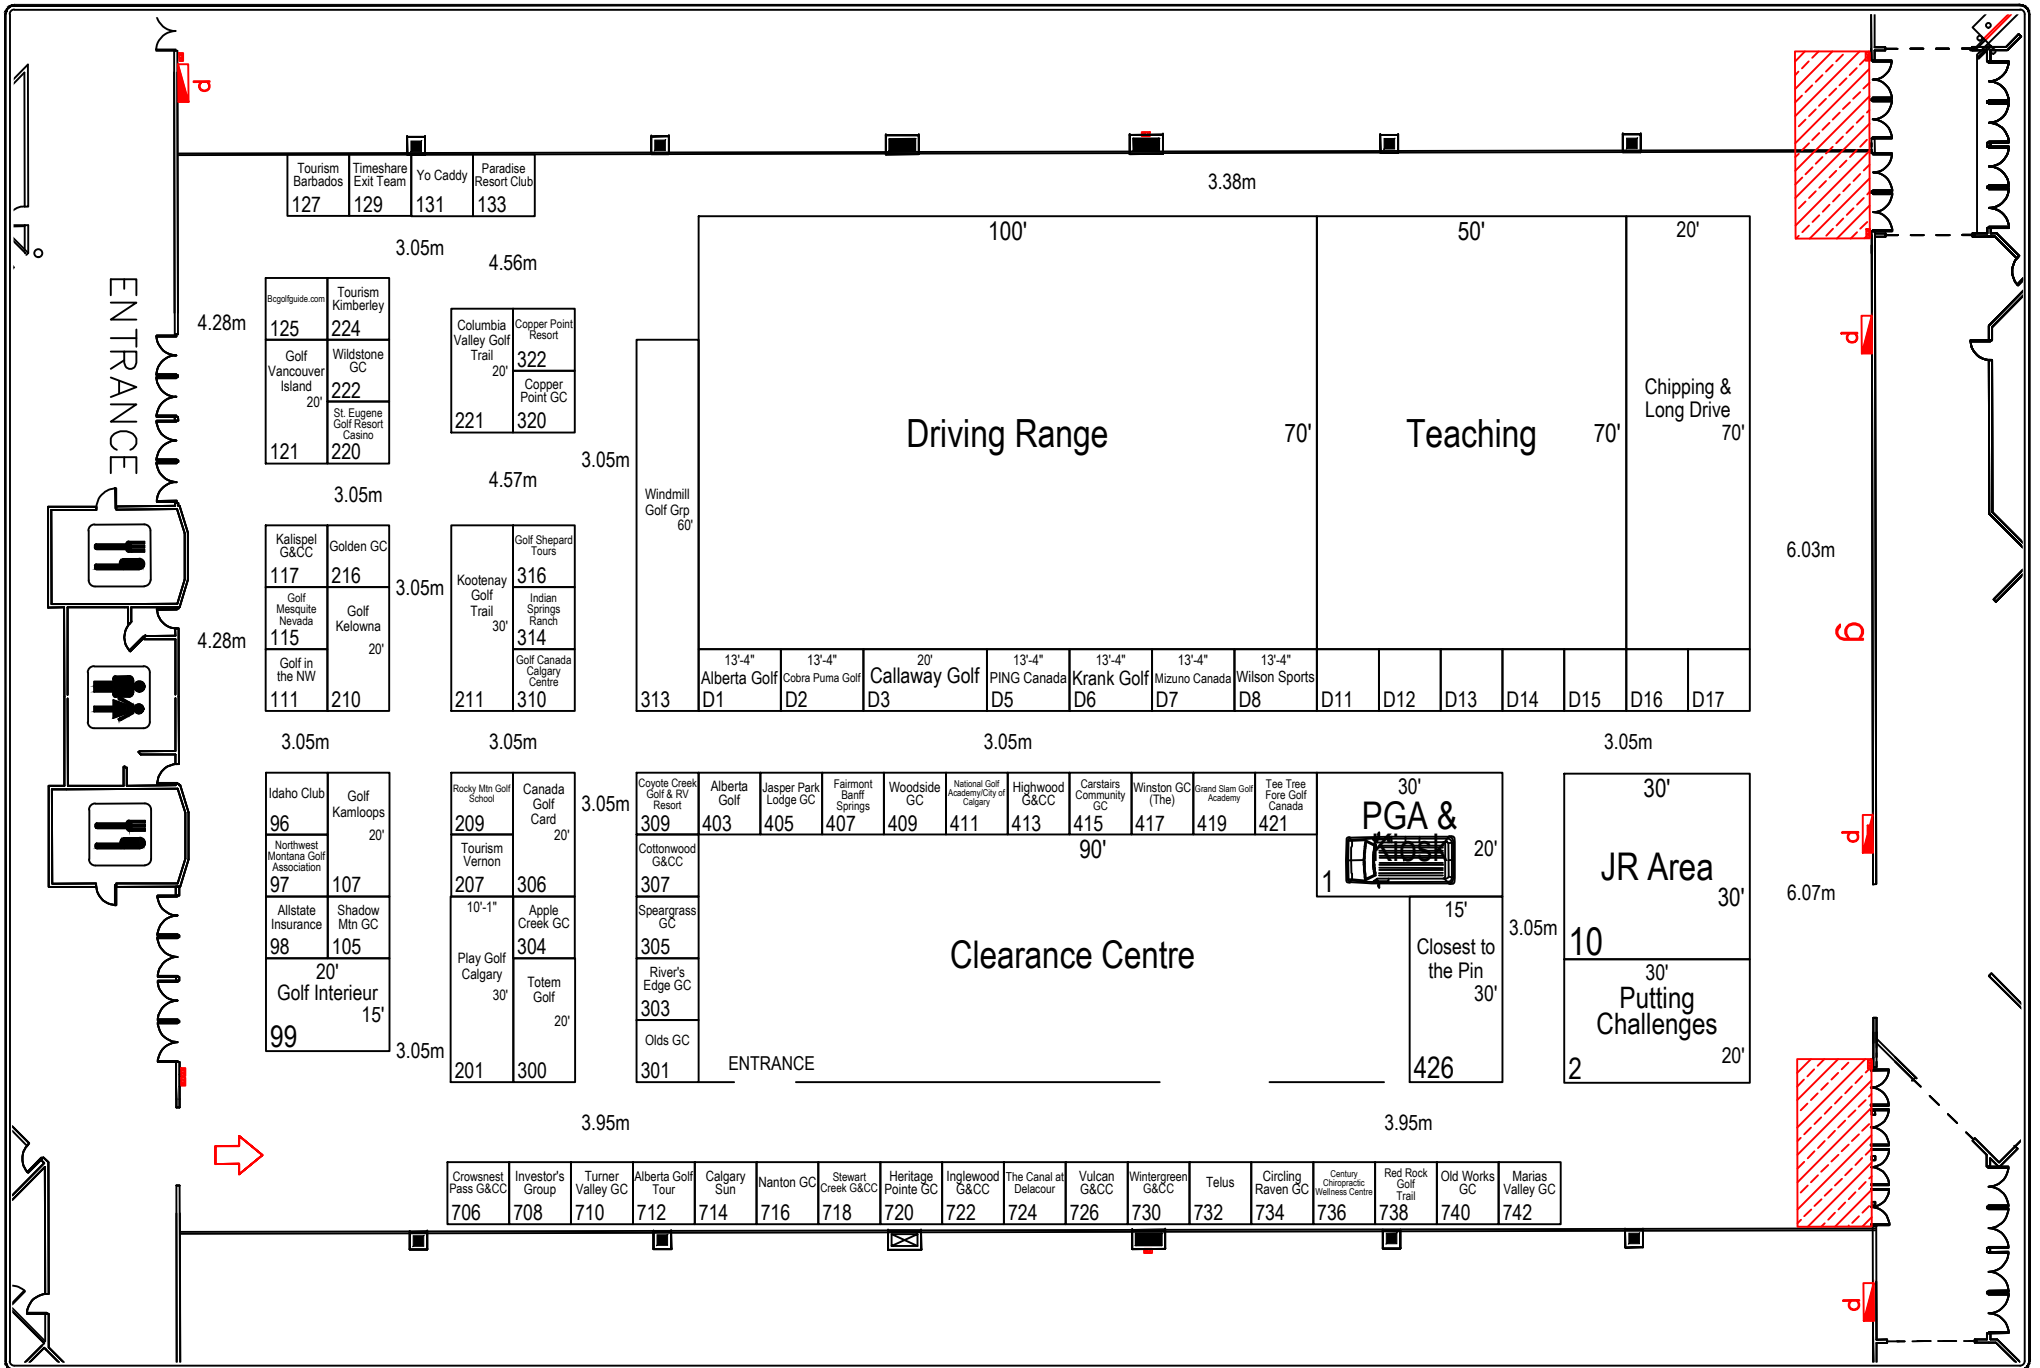 Tourism
Barbados
127
Timeshare
Exit Team
129
Yo Caddy
131
Paradise
Resort Club
133
3.38m
3.05m
4.56m
100'
50'
20'
ENTRANCE
4.28m
Bcgolfguide.com
125
Tourism
Kimberley
224
Golf
Vancouver
Island
20'
121
Wildstone
GC
222
St. Eugene
Golf Resort
Casino
220
Columbia
Valley Golf
Trail
20'
221
Copper Point
Resort
322
Copper
Point GC
320
3.05m
4.57m
3.05m
Windmill
Golf Grp
60'
313
Driving Range
70'
Teaching
70'
Chipping &
Long Drive
70'
6.03m
g
p
p
p
p
Kalispel
G&CC
117
Golden GC
216
Golf
Mesquite
Nevada
115
Golf
Kelowna
20'
210
Golf in
the NW
111
4.28m
3.05m
Kootenay
Golf
Trail
30'
211
Golf Shepard
Tours
316
Indian
Springs
Ranch
314
Golf Canada
Calgary
Centre
310
13'-4"
Alberta Golf
D1
13'-4"
Cobra Puma Golf
D2
20'
Callaway Golf
D3
13'-4"
PING Canada
D5
13'-4"
Krank Golf
D6
13'-4"
Mizuno Canada
D7
13'-4"
Wilson Sports
D8
D11
D12
D13
D14
D15
D16
D17
3.05m
3.05m
3.05m
3.05m
Idaho Club
96
Golf
Kamloops
20'
107
Northwest
Montana Golf
Association
97
Allstate
Insurance
98
Shadow
Mtn GC
105
20'
Golf Interieur
15'
99
3.05m
Rocky Mtn Golf
School
209
Canada
Golf
Card
20'
306
Tourism
Vernon
207
10'-1"
Play Golf
Calgary
30'
201
Apple
Creek GC
304
Totem
Golf
20'
300
3.05m
Coyote Creek
Golf & RV
Resort
309
Cottonwood
G&CC
307
Speargrass
GC
305
River's
Edge GC
303
Olds GC
301
Alberta
Golf
403
Jasper Park
Lodge GC
405
Fairmont
Banff
Springs
407
Woodside
GC
409
National Golf
Academy/City of
Calgary
411
Highwood
G&CC
413
Carstairs
Community
GC
415
Winston GC
(The)
417
Grand Slam Golf
Academy
419
Tee Tree
Fore Golf
Canada
421
90'
Clearance Centre
ENTRANCE
30'
PGA &
Kiosk
20'
1
15'
Closest to
the Pin
30'
426
3.05m
30'
JR Area
30'
10
30'
Putting
Challenges
20'
2
6.07m
3.95m
3.95m
Crowsnest
Pass G&CC
706
Investor's
Group
708
Turner
Valley GC
710
Alberta Golf
Tour
712
Calgary
Sun
714
Nanton GC
716
Stewart
Creek G&CC
718
Heritage
Pointe GC
720
Inglewood
G&CC
722
The Canal at
Delacour
724
Vulcan
G&CC
726
Wintergreen
G&CC
730
Telus
732
Circling
Raven GC
734
Century
Chiropractic
Wellness Centre
736
Red Rock
Golf
Trail
738
Old Works
GC
740
Marias
Valley GC
742